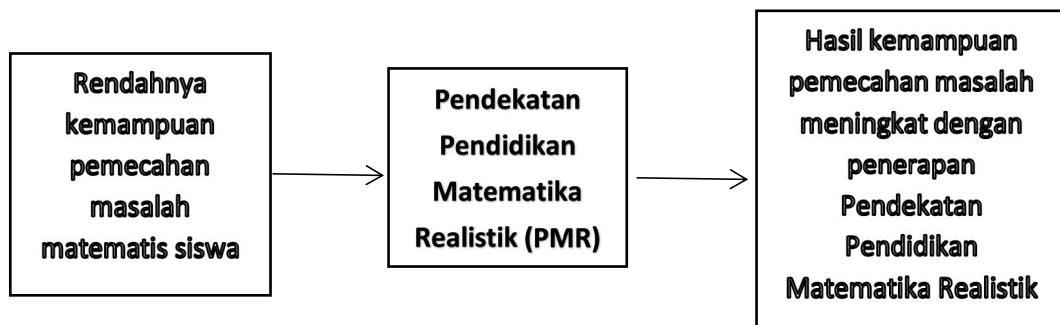 Rendahnya
kemampuan
pemecahan
masalah
matematis siswa
Pendekatan
Pendidikan
Matematika
Realistik (PMR)
Hasil kemampuan
pemecahan masalah
meningkat dengan
penerapan
Pendekatan
Pendidikan
Matematika Realistik